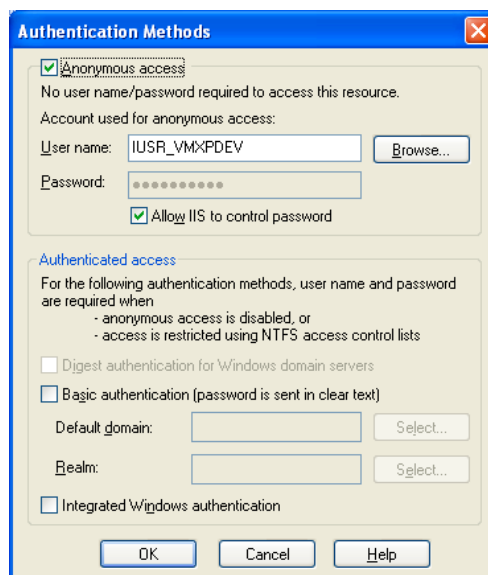 Authentication Methods
Anonymous access
No user name/password required to access this resource.
Account used for anonymous access:
User name:
IUSR_VMXPDEV
Browse...
Password:
●●●●●●●●●●
Allow IIS to control password
Authenticated access
For the following authentication methods, user name and password
are required when
- anonymous access is disabled, or
- access is restricted using NTFS access control lists
Digest authentication for Windows domain servers
Basic authentication (password is sent in clear text)
Default domain:
Select...
Realm:
Select...
Integrated Windows authentication
OK
Cancel
Help